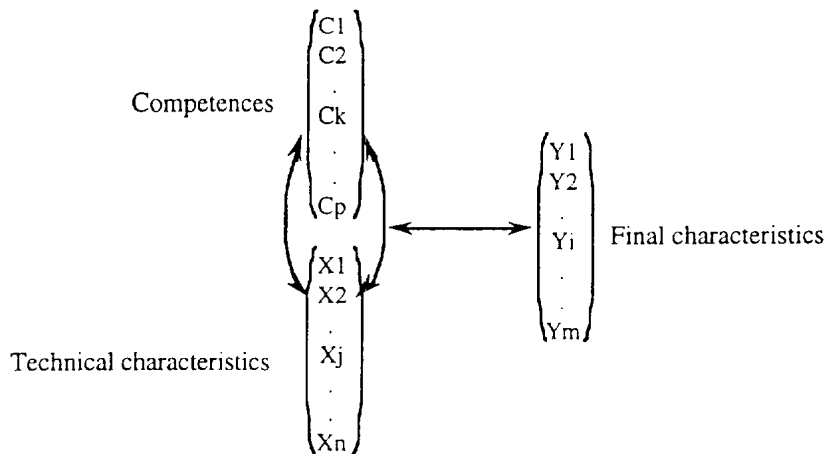 C1
C2
.
Competences
Ck
.
.
Cp
X1
X2
.
Technical characteristics
Xj
.
.
Xn
Y1
Y2
.
Yi
Final characteristics
.
.
Ym